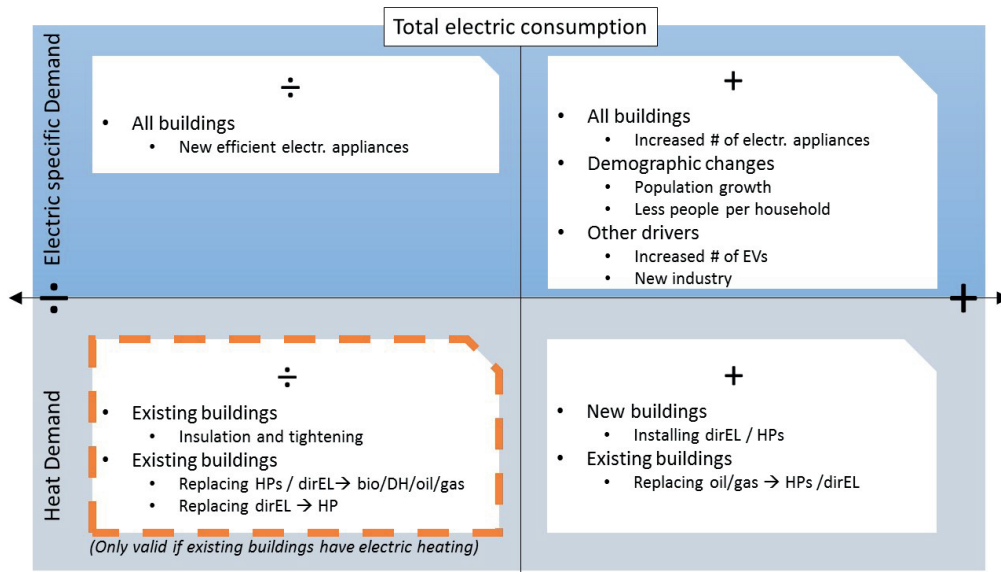 Total electric consumption
Electric specific Demand
÷
• All buildings
• New efficient electr. appliances
+
• All buildings
• Increased # of electr. appliances
• Demographic changes
• Population growth
• Less people per household
• Other drivers
• Increased # of EVs
• New industry
÷
+
Heat Demand
÷
• Existing buildings
• Insulation and tightening
• Existing buildings
• Replacing HPs / dirEL→ bio/DH/oil/gas
• Replacing dirEL → HP
(Only valid if existing buildings have electric heating)
+
• New buildings
• Installing dirEL / HPs
• Existing buildings
• Replacing oil/gas → HPs /dirEL